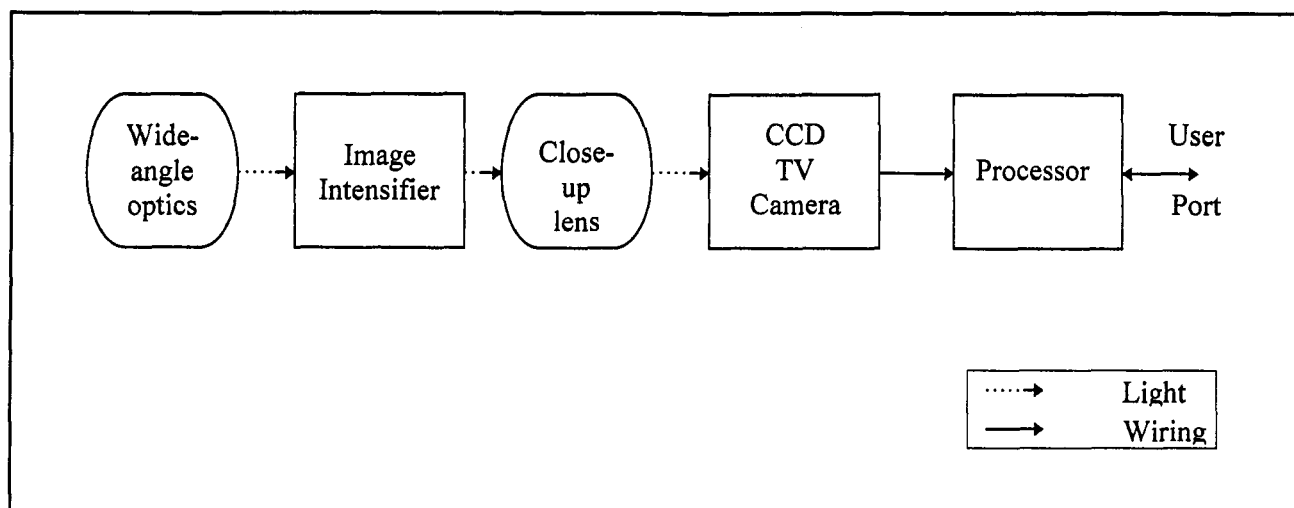 Wide-
angle
optics
Image
Intensifier
Close-
up
lens
CCD
TV
Camera
Processor
User
Port
Light
Wiring